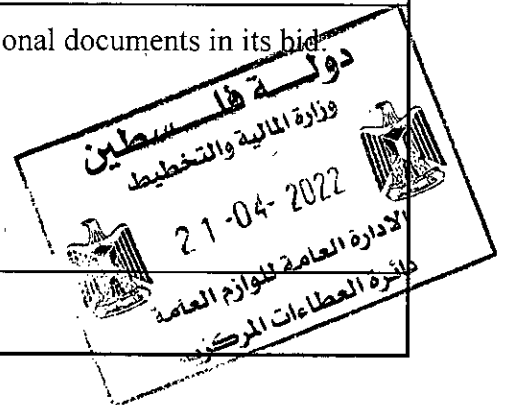 onal documents in its bid.
دولة فلسطين
وزارة المالية والتخطيط
21-04-2022
الادارة العامة للوازم العامة
دائرة العطاءات المركزية